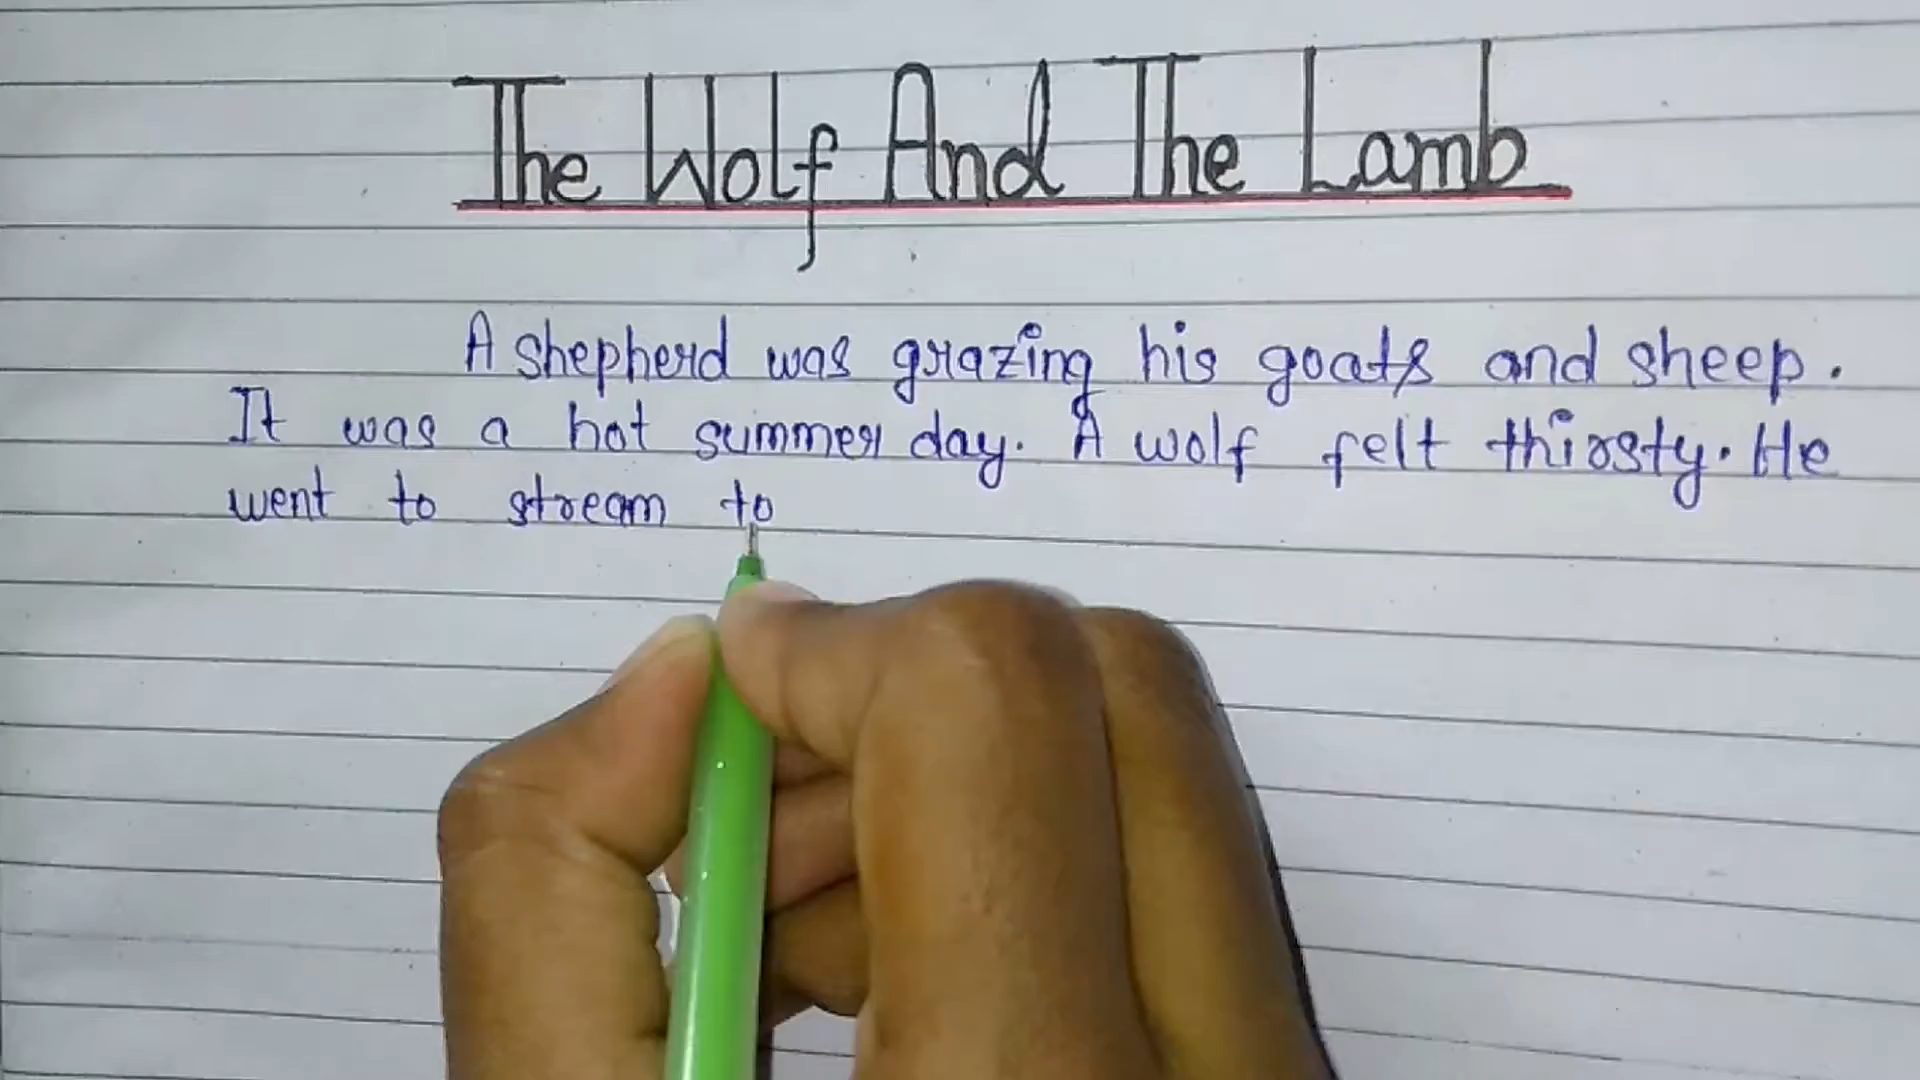 The Wolf And The Lamb
A shepherd was grazing his goats and sheep.
It was a hot summer day. A wolf felt thirsty. He
went to stream to